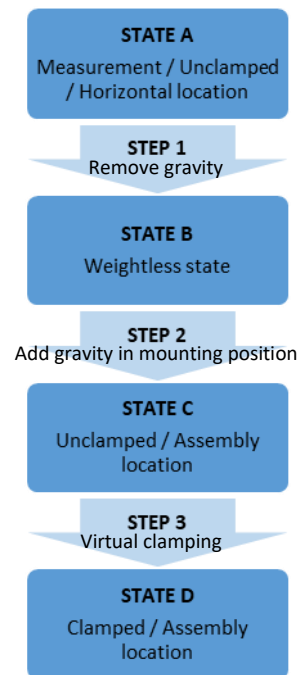 STATE A
Measurement / Unclamped
/ Horizontal location
STEP 1
Remove gravity
STATE B
Weightless state
STEP 2
Add gravity in mounting position
STATE C
Unclamped / Assembly
location
STEP 3
Virtual clamping
STATE D
Clamped / Assembly
location